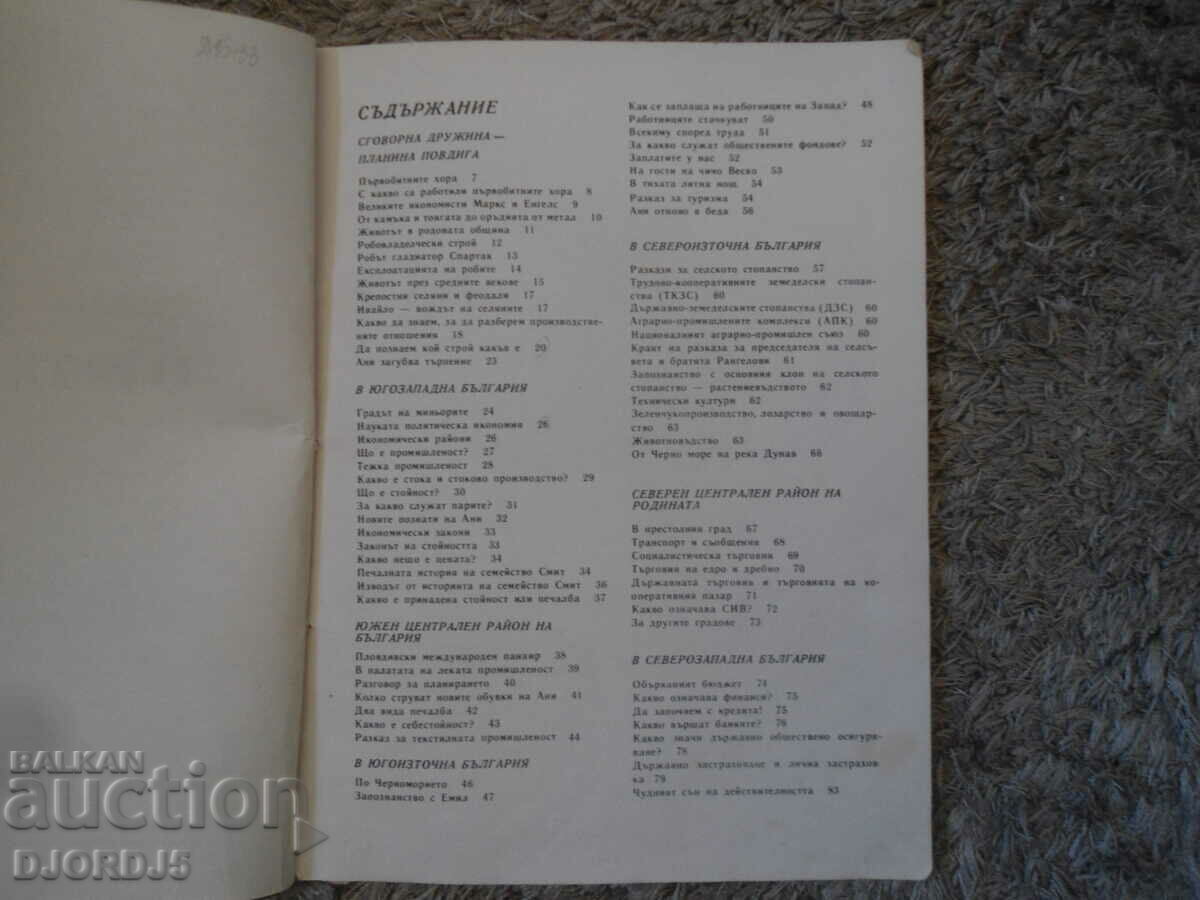 СЪДЪРЖАНИЕ
СГОВОРНА ДРУЖИНА —
ПЛАНИНА ПОВДИГА
Първобитните хора 7
С какво са работили първобитните хора 8
Великите икономисти Маркс и Енгелс 9
От камъка и тоягата до оръдията от метал 10
Животът в родовата община 11
Робовладелчески строй 12
Робът гладиатор Спартак 13
Експлоатацията на робите 14
Животът през средните векове 15
Крепостни селяни и феодали 17
Ивайло — вождът на селяните 17
Какво да знаем, за да разберем производстве-
ните отношения 18
Да познаем кой строй какъв е 20
Ани загубва търпение 23
В ЮГОЗАПАДНА БЪЛГАРИЯ
Градът на миньорите 24
Науката политическа икономия 26
Икономически райони 26
Що е промишленост? 27
Тежка промишленост 28
Какво е стока и стоково производство? 29
Що е стойност? 30
За какво служат парите? 31
Новите познати на Ани 32
Икономически закони 33
Законът на стойността 33
Какво нещо е цената? 34
Печалната история на семейство Смит 34
Изводът от историята на семейство Смит 36
Какво е принадена стойност или печалба 37
ЮЖЕН ЦЕНТРАЛЕН РАЙОН НА
БЪЛГАРИЯ
Пловдивски международен панаир 38
В палатата на леката промишленост 39
Разговор за планирането 40
Колко струват новите обувки на Ани 41
Два вида печалба 42
Какво е себестойност? 43
Разказ за текстилната промишленост 44
В ЮГОИЗТОЧНА БЪЛГАРИЯ
По Черноморието 46
Запознанство с Емил 47
Как се заплаща на работниците на Запад? 48
Работниците стачкуват 50
Всекиму според труда 51
За какво служат обществените фондове? 52
Заплатите у нас 52
На гости на чичо Веско 53
В тихата лятна нощ 54
Разказ за туризма 54
Ани отново в беда 56
В СЕВЕРОИЗТОЧНА БЪЛГАРИЯ
Разкази за селското стопанство 57
Трудово-кооперативните земеделски стопан-
ства (ТКЗС) 60
Държавно-земеделските стопанства (ДЗС) 60
Аграрно-промишлените комплекси (АПК) 60
Националният аграрно-промишлен съюз 60
Краят на разказа за председателя на селсъ-
вета и братята Рангелови 61
Запознанство с основния клон на селското
стопанство — растениевъдството 62
Технически култури 62
Зеленчукопроизводство, лозарство и овощар-
ство 63
Животновъдство 63
От Черно море на река Дунав 66
СЕВЕРЕН ЦЕНТРАЛЕН РАЙОН НА
РОДИНАТА
В престолния град 67
Транспорт и съобщения 68
Социалистическа търговия 69
Търговия на едро и дребно 70
Държавната търговия и търговията на ко-
оперативния пазар 71
Какво означава СИВ? 72
За другите градове 73
В СЕВЕРОЗАПАДНА БЪЛГАРИЯ
Обърканият бюджет 74
Какво означава финанси? 75
Да започнем с кредита! 75
Какво вършат банките? 76
Какво значи държавно обществено осигуря-
ване? 78
Държавно застраховане и лична застрахов-
ка 79
Чудният сън на действителността 83
BALKAN
auction
DJORDJ5